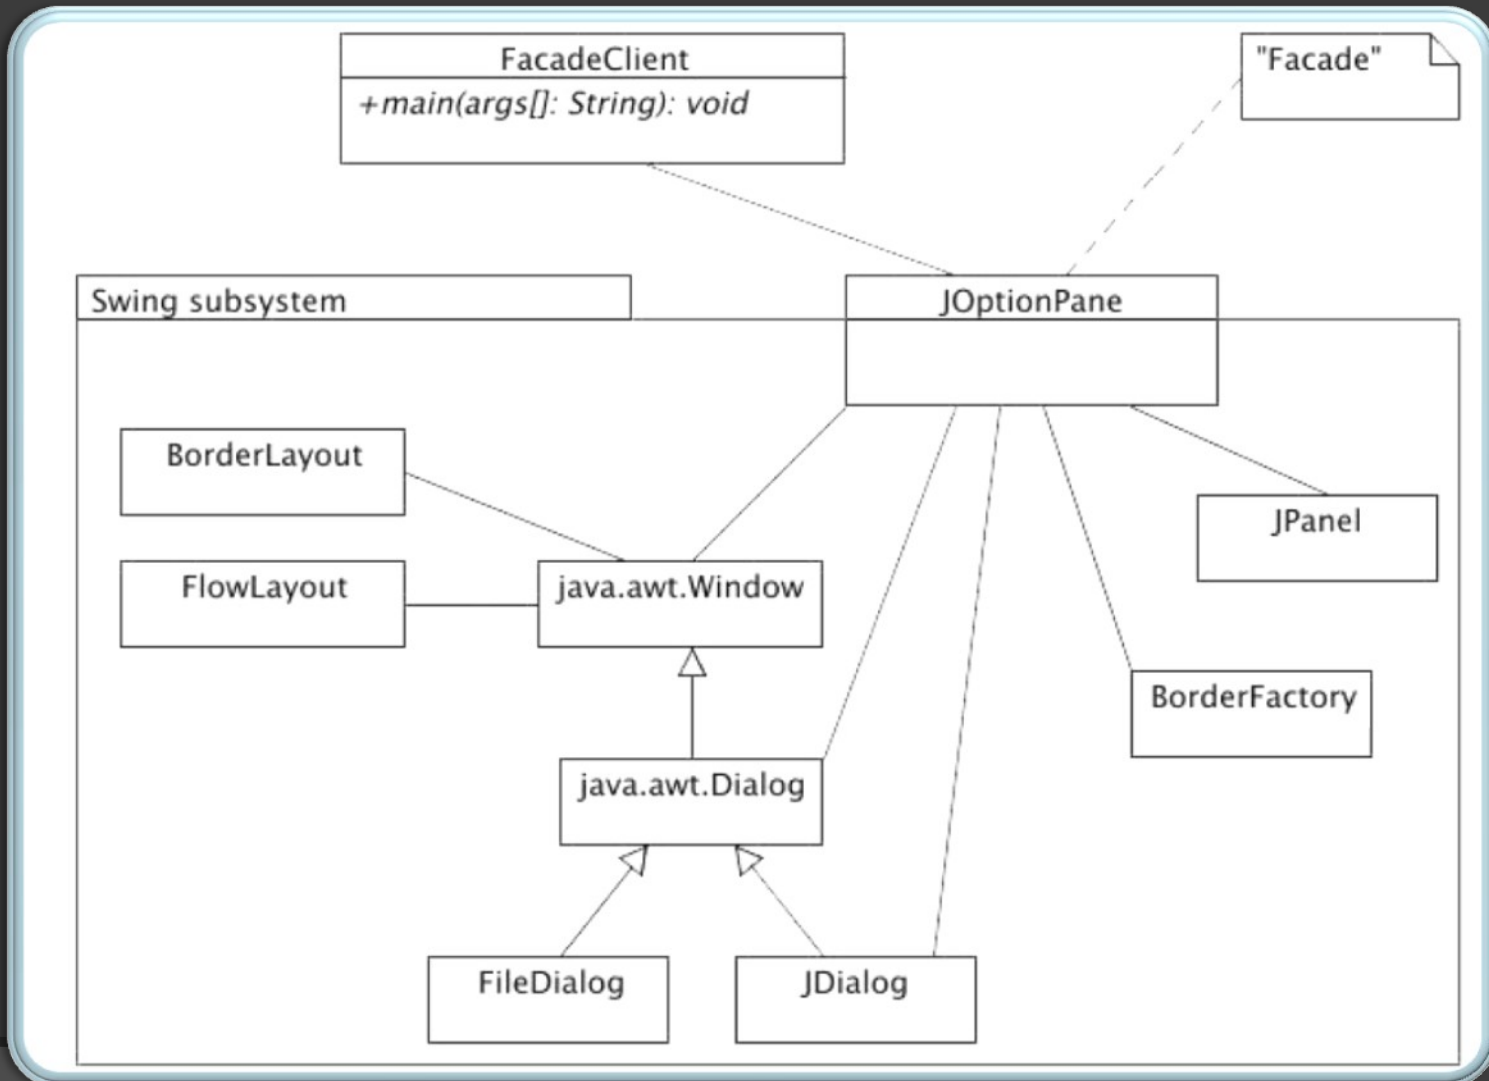 FacadeClient
"Facade"
+main(args[]: String): void
Swing subsystem
JOptionPane
BorderLayout
JPanel
FlowLayout
java.awt.Window
BorderFactory
java.awt.Dialog
FileDialog
JDialog